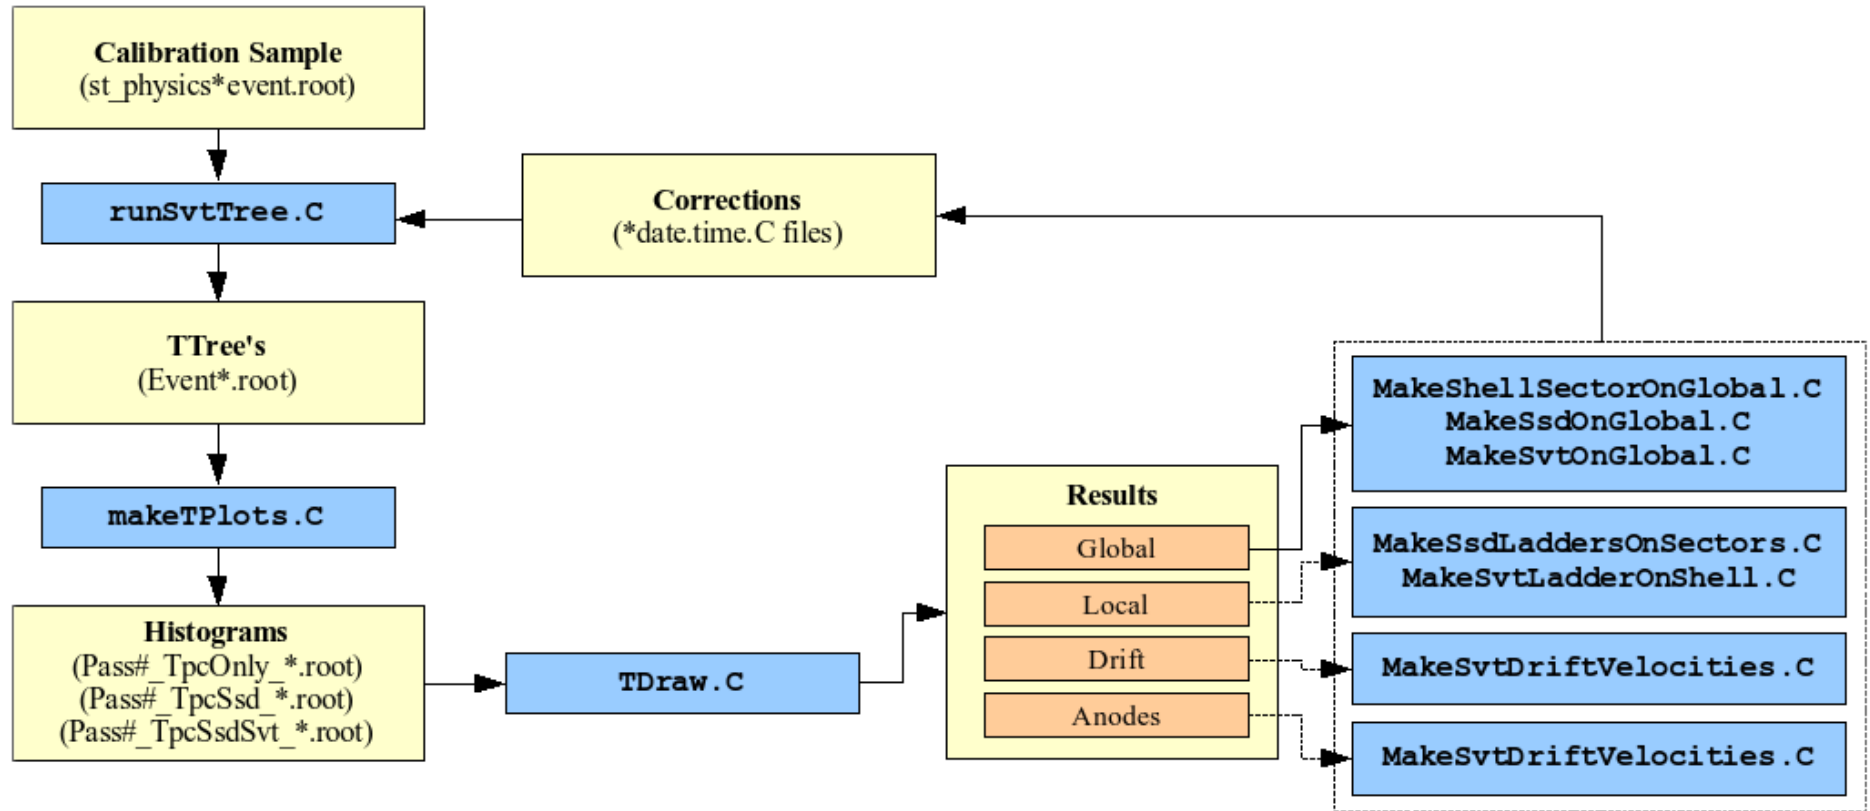 Calibration Sample
(st_physics*event.root)
runSvtTree.C
Corrections
(*date.time.C files)
TTree's
(Event*.root)
makeTPlots.C
Histograms
(Pass#_TpcOnly_*.root)
(Pass#_TpcSsd_*.root)
(Pass#_TpcSsdSvt_*.root)
TDraw.C
Results
Global
Local
Drift
Anodes
MakeShellSectorOnGlobal.C
MakeSsdOnGlobal.C
MakeSvtOnGlobal.C
MakeSsdLaddersOnSectors.C
MakeSvtLadderOnShell.C
MakeSvtDriftVelocities.C
MakeSvtDriftVelocities.C